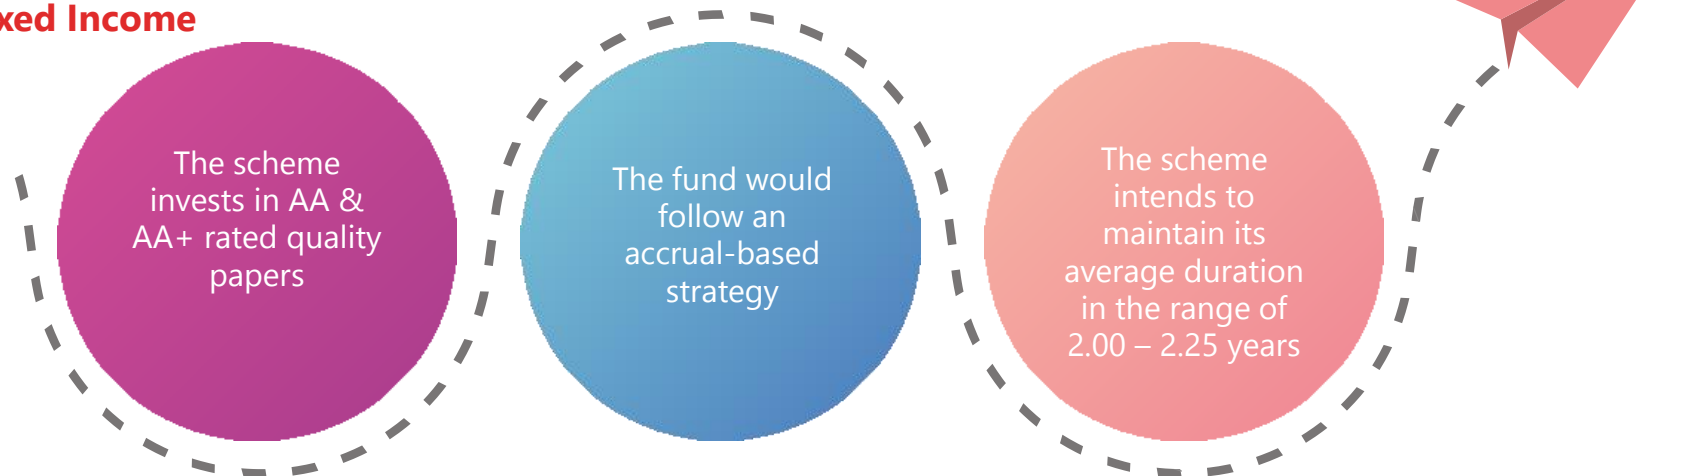 xed Income
The scheme
invests in AA &
AA+ rated quality
papers
The fund would
follow an
accrual-based
strategy
The scheme
intends to
maintain its
average duration
in the range of
2.00 – 2.25 years